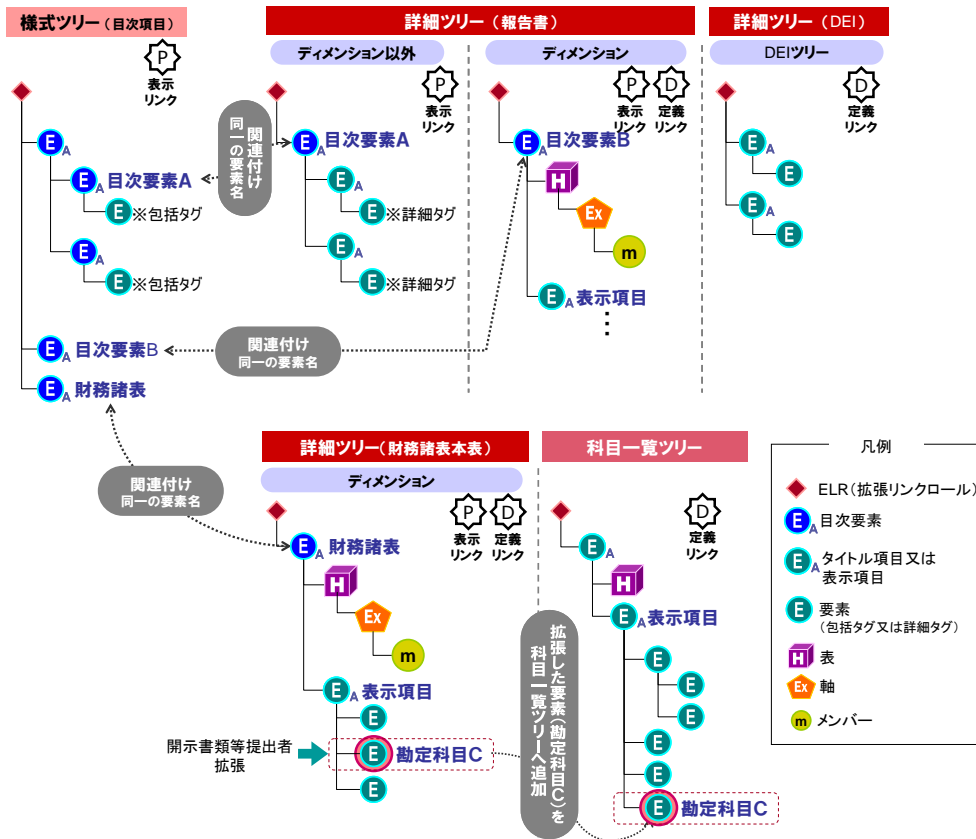 様式ツリー(目次項目)
P
表示
リンク
E A
E A 目次要素A
E ※包括タグ
E A
E ※包括タグ
E A 目次要素B
E A 財務諸表
関連付け
同一の要素名
詳細ツリー(報告書)
ディメンション以外
P
表示
リンク
E A 目次要素A
E A
E ※詳細タグ
E A
E ※詳細タグ
ディメンション
P D
表示 定義
リンク リンク
E A 目次要素B
H
Ex
m
E A 表示項目
関連付け
同一の要素名
詳細ツリー(DEI)
DEIツリー
D
定義
リンク
E A
E
E A
E
関連付け
同一の要素名
詳細ツリー(財務諸表本表)
ディメンション
P D
表示 定義
リンク リンク
E A 財務諸表
H
Ex
m
E A 表示項目
E
開示書類等提出者
拡張
E 勘定科目C
E
拡張した要素(勘定科目C)を
科目一覧ツリーへ追加
科目一覧ツリー
D
定義
リンク
E A
H
E A 表示項目
E
E
E
E
E
E 勘定科目C
凡例
ELR(拡張リンクロール)
E A 目次要素
E A タイトル項目又は
表示項目
E 要素
(包括タグ又は詳細タグ)
H 表
Ex 軸
m メンバー